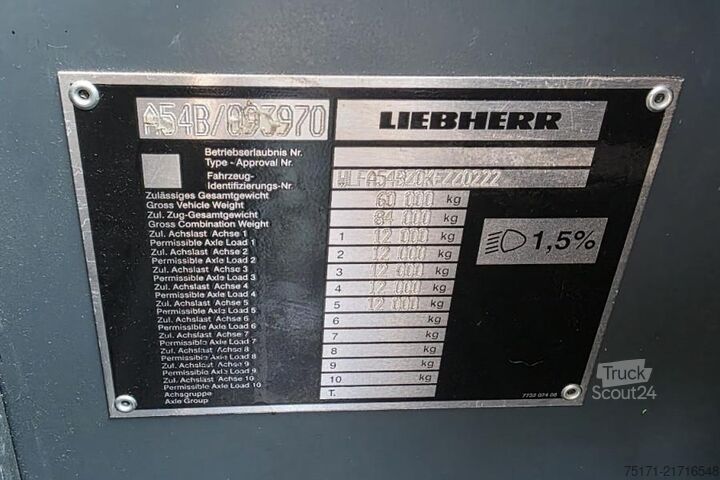 A54B/093970
LIEBHERR
Betriebserlaubnis Nr.
Type - Approval Nr.
Fahrzeug-
Identifizierungs-Nr
Zulässiges Gesamtgewicht
Gross Vehicle Weight
60 000 kg
Zul. Zug-Gesamtgewicht
Gross Combination Weight
84 000 kg
Zul. Achslast Achse 1
Permissible Axle Load 1
1 12 000 kg
Zul. Achslast Achse 2
Permissible Axle Load 2
2 12 000 kg
Zul. Achslast Achse 3
Permissible Axle Load 3
3 12 000 kg
Zul. Achslast Achse 4
Permissible Axle Load 4
4 12 000 kg
Zul. Achslast Achse 5
Permissible Axle Load 5
5 12 000 kg
Zul. Achslast Achse 6
Permissible Axle Load 6
6 kg
Zul. Achslast Achse 7
Permissible Axle Load 7
7 kg
Zul. Achslast Achse 8
Permissible Axle Load 8
8 kg
Zul. Achslast Achse 9
Permissible Axle Load 9
9 kg
Zul. Achslast Achse 10
Permissible Axle Load 10
10 kg
Achsgruppe
Axle Group
T.
1,5%
7733 074 08
Truck
Scout24
75171-21716548